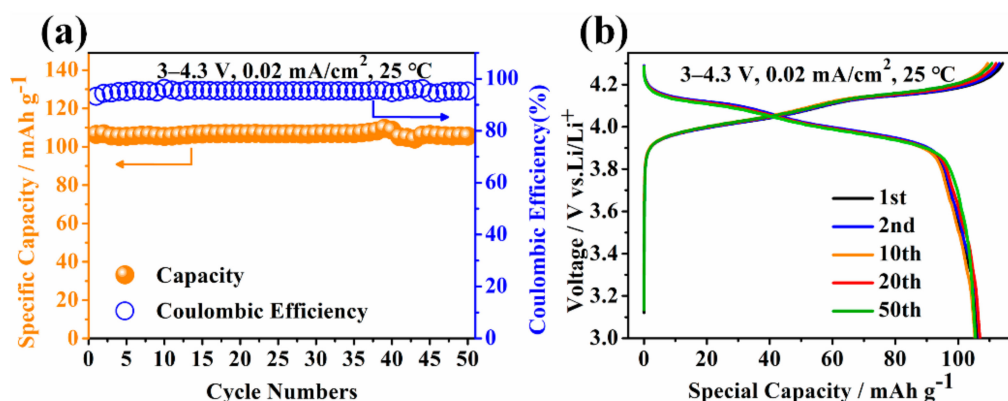 (a)
3–4.3 V, 0.02 mA/cm², 25 °C
Specific Capacity / mAh g⁻¹
140
120
100
80
60
40
20
0
Capacity
Coulombic Efficiency
0 5 10 15 20 25 30 35 40 45 50
Cycle Numbers
100
80
60
40
20
0
Coulombic Efficiency(%)
(b)
3–4.3 V, 0.02 mA/cm², 25 °C
Voltage / V vs.Li/Li⁺
4.2
4.0
3.8
3.6
3.4
3.2
3.0
1st
2nd
10th
20th
50th
0 20 40 60 80 100
Special Capacity / mAh g⁻¹